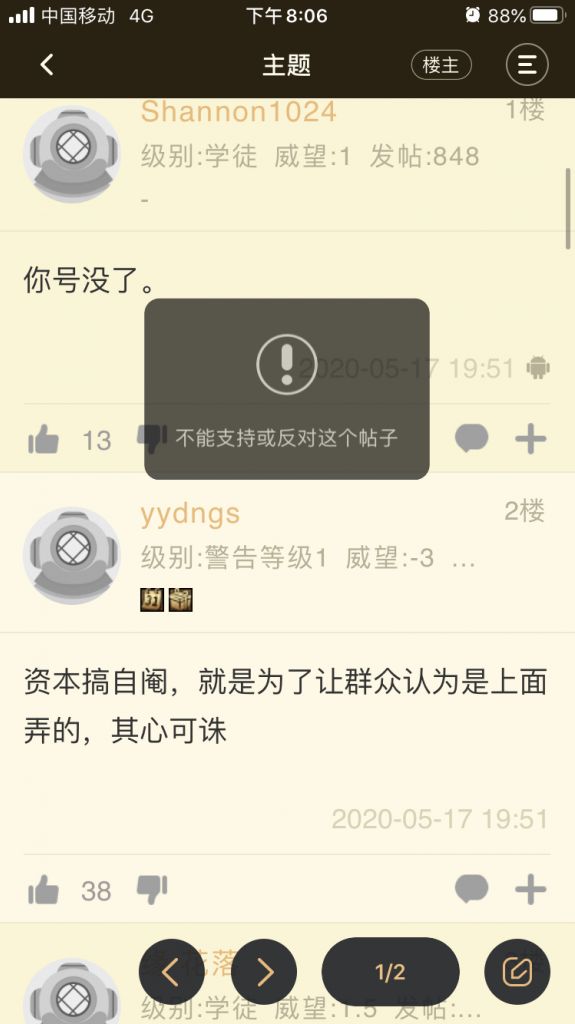 中国移动 4G 下午8:06 88%
主题 楼主
Shannon1024 1楼
级别:学徒 威望:1 发帖:848
-
你号没了。
2020-05-17 19:51
13
不能支持或反对这个帖子
yydngs 2楼
级别:警告等级1 威望:-3 ...
资本搞自阉，就是为了让群众认为是上面
弄的，其心可诛
2020-05-17 19:51
38
花落
1/2
级别:学徒 威望:1.5 发帖:...